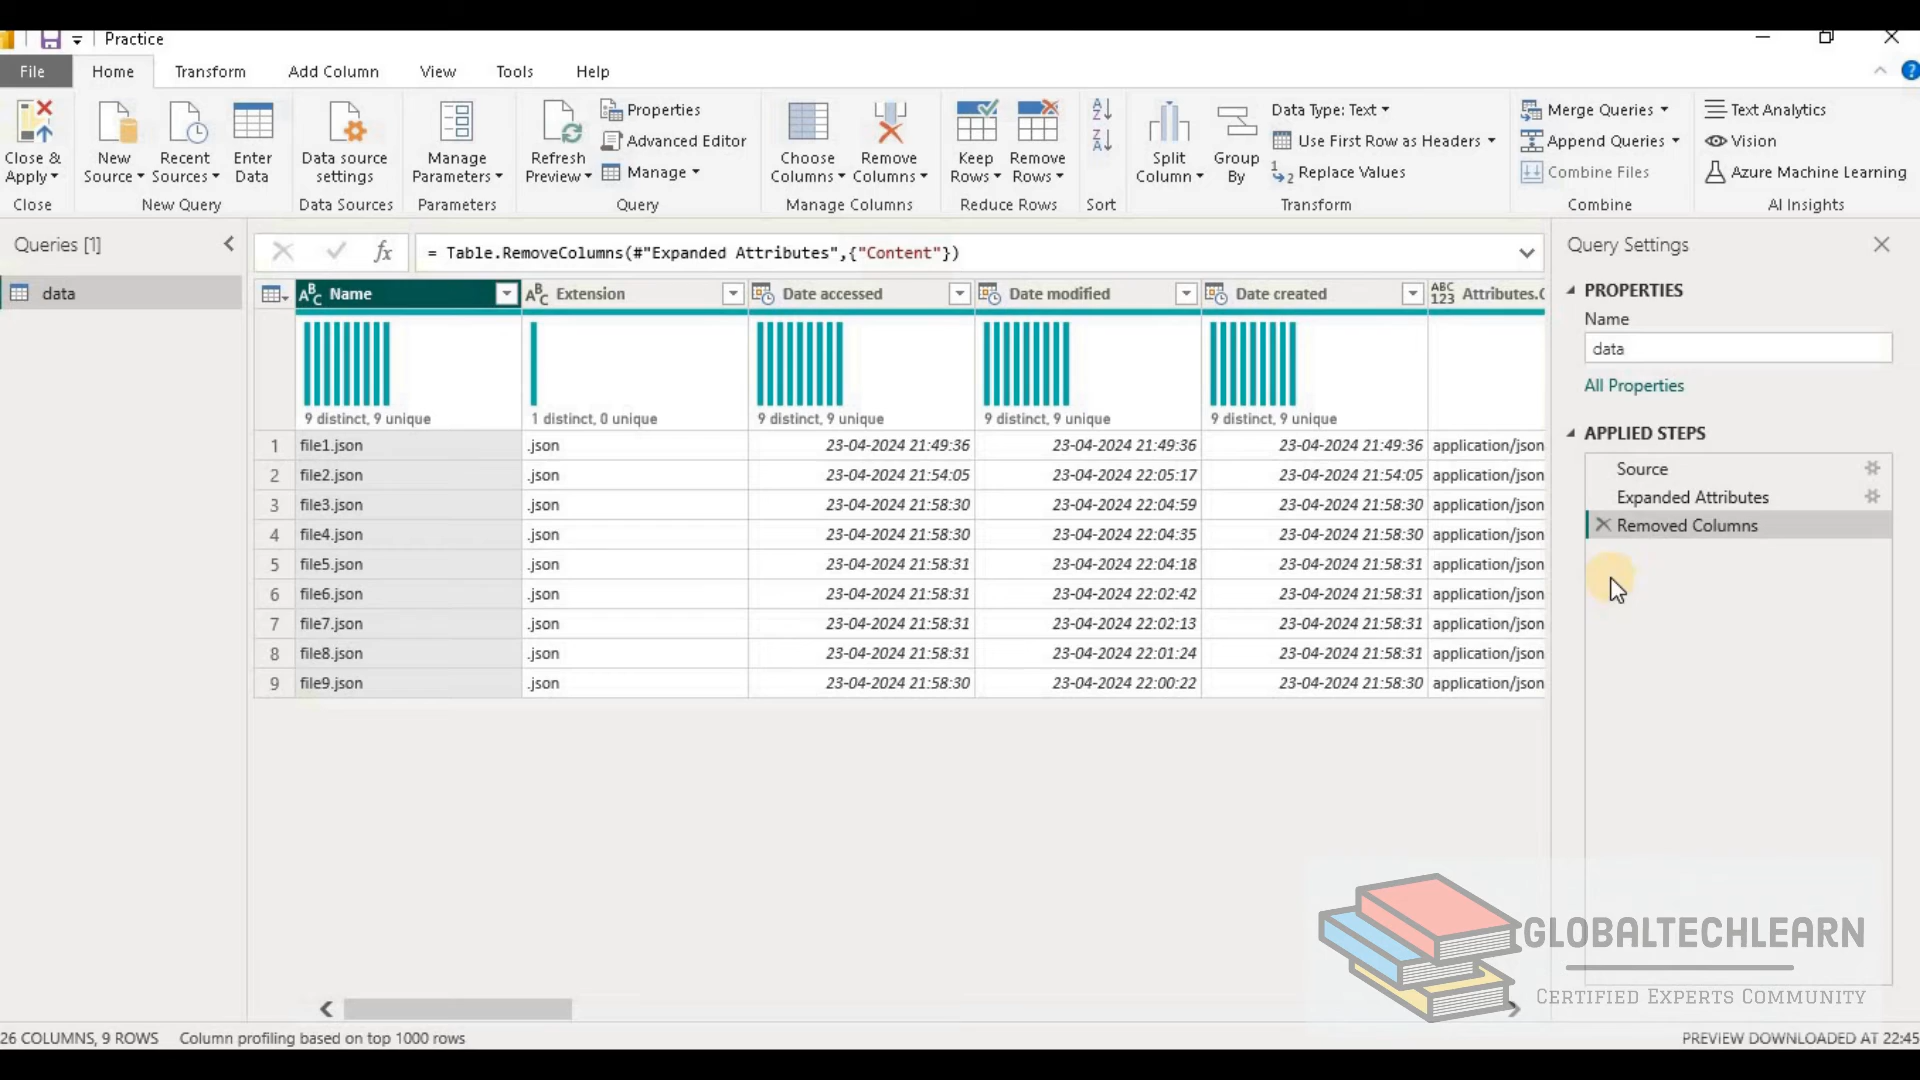 Practice
File Home Transform Add Column View Tools Help
Close & Apply
New Source
Recent Sources
Enter Data
Data source settings
Manage Parameters
Refresh Preview
Properties
Advanced Editor
Manage
Choose Columns
Remove Columns
Keep Rows
Remove Rows
Split Column
Group By
Data Type: Text
Use First Row as Headers
Replace Values
Merge Queries
Append Queries
Combine Files
Text Analytics
Vision
Azure Machine Learning
Close New Query Data Sources Parameters Query Manage Columns Reduce Rows Sort Transform Combine AI Insights
Queries [1]
data
fx = Table.RemoveColumns(#"Expanded Attributes",{"Content"})
Name Extension Date accessed Date modified Date created Attributes.C
9 distinct, 9 unique 1 distinct, 0 unique 9 distinct, 9 unique 9 distinct, 9 unique 9 distinct, 9 unique
1 file1.json .json 23-04-2024 21:49:36 23-04-2024 21:49:36 23-04-2024 21:49:36 application/json
2 file2.json .json 23-04-2024 21:54:05 23-04-2024 22:05:17 23-04-2024 21:54:05 application/json
3 file3.json .json 23-04-2024 21:58:30 23-04-2024 22:04:59 23-04-2024 21:58:30 application/json
4 file4.json .json 23-04-2024 21:58:30 23-04-2024 22:04:35 23-04-2024 21:58:30 application/json
5 file5.json .json 23-04-2024 21:58:31 23-04-2024 22:04:18 23-04-2024 21:58:31 application/json
6 file6.json .json 23-04-2024 21:58:31 23-04-2024 22:02:42 23-04-2024 21:58:31 application/json
7 file7.json .json 23-04-2024 21:58:31 23-04-2024 22:02:13 23-04-2024 21:58:31 application/json
8 file8.json .json 23-04-2024 21:58:31 23-04-2024 22:01:24 23-04-2024 21:58:31 application/json
9 file9.json .json 23-04-2024 21:58:30 23-04-2024 22:00:22 23-04-2024 21:58:30 application/json
Query Settings
PROPERTIES
Name
data
All Properties
APPLIED STEPS
Source
Expanded Attributes
Removed Columns
GLOBALTECHLEARN
CERTIFIED EXPERTS COMMUNITY
26 COLUMNS, 9 ROWS Column profiling based on top 1000 rows PREVIEW DOWNLOADED AT 22:45